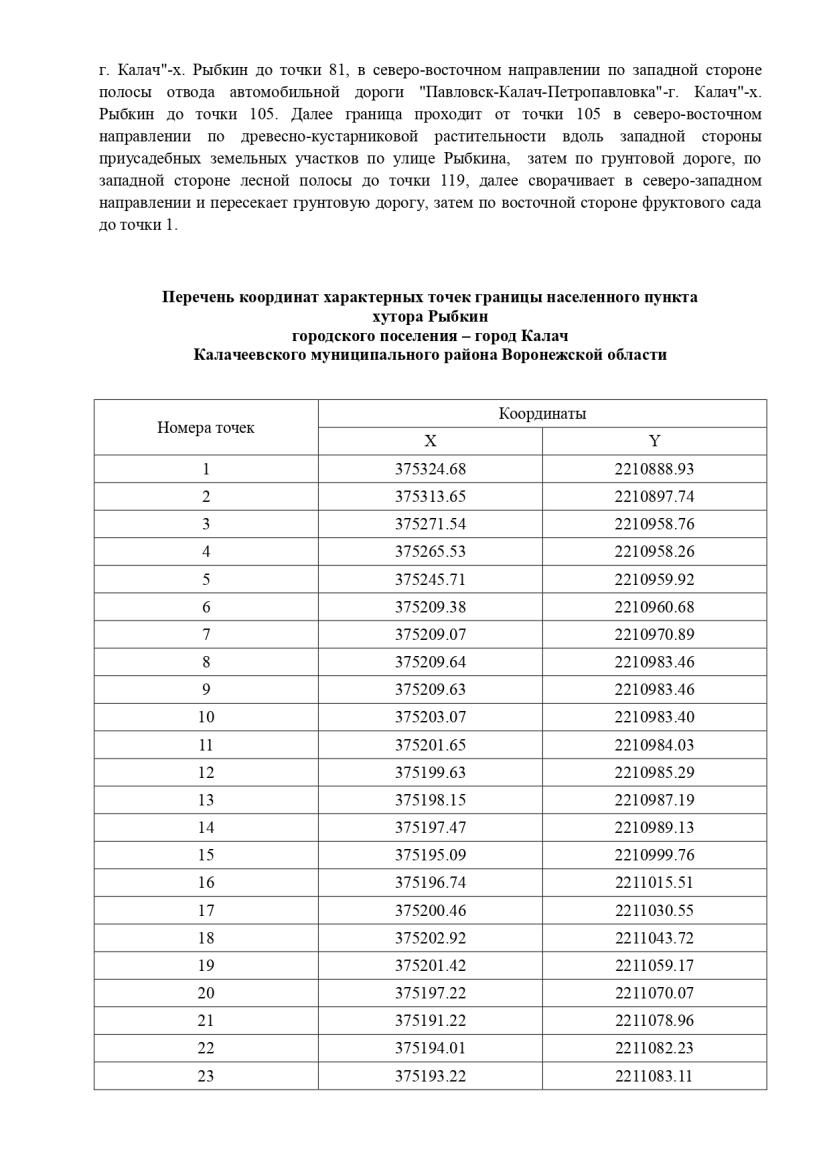 г. Калач"-х. Рыбкин до точки 81, в северо-восточном направлении по западной стороне
полосы отвода автомобильной дороги "Павловск-Калач-Петропавловка"-г. Калач"-х.
Рыбкин до точки 105. Далее граница проходит от точки 105 в северо-восточном
направлении по древесно-кустарниковой растительности вдоль западной стороны
приусадебных земельных участков по улице Рыбкина, затем по грунтовой дороге, по
западной стороне лесной полосы до точки 119, далее сворачивает в северо-западном
направлении и пересекает грунтовую дорогу, затем по восточной стороне фруктового сада
до точки 1.
Перечень координат характерных точек границы населенного пункта
хутора Рыбкин
городского поселения – город Калач
Калачеевского муниципального района Воронежской области
Номера точек Координаты
X Y
1 375324.68 2210888.93
2 375313.65 2210897.74
3 375271.54 2210958.76
4 375265.53 2210958.26
5 375245.71 2210959.92
6 375209.38 2210960.68
7 375209.07 2210970.89
8 375209.64 2210983.46
9 375209.63 2210983.46
10 375203.07 2210983.40
11 375201.65 2210984.03
12 375199.63 2210985.29
13 375198.15 2210987.19
14 375197.47 2210989.13
15 375195.09 2210999.76
16 375196.74 2211015.51
17 375200.46 2211030.55
18 375202.92 2211043.72
19 375201.42 2211059.17
20 375197.22 2211070.07
21 375191.22 2211078.96
22 375194.01 2211082.23
23 375193.22 2211083.11